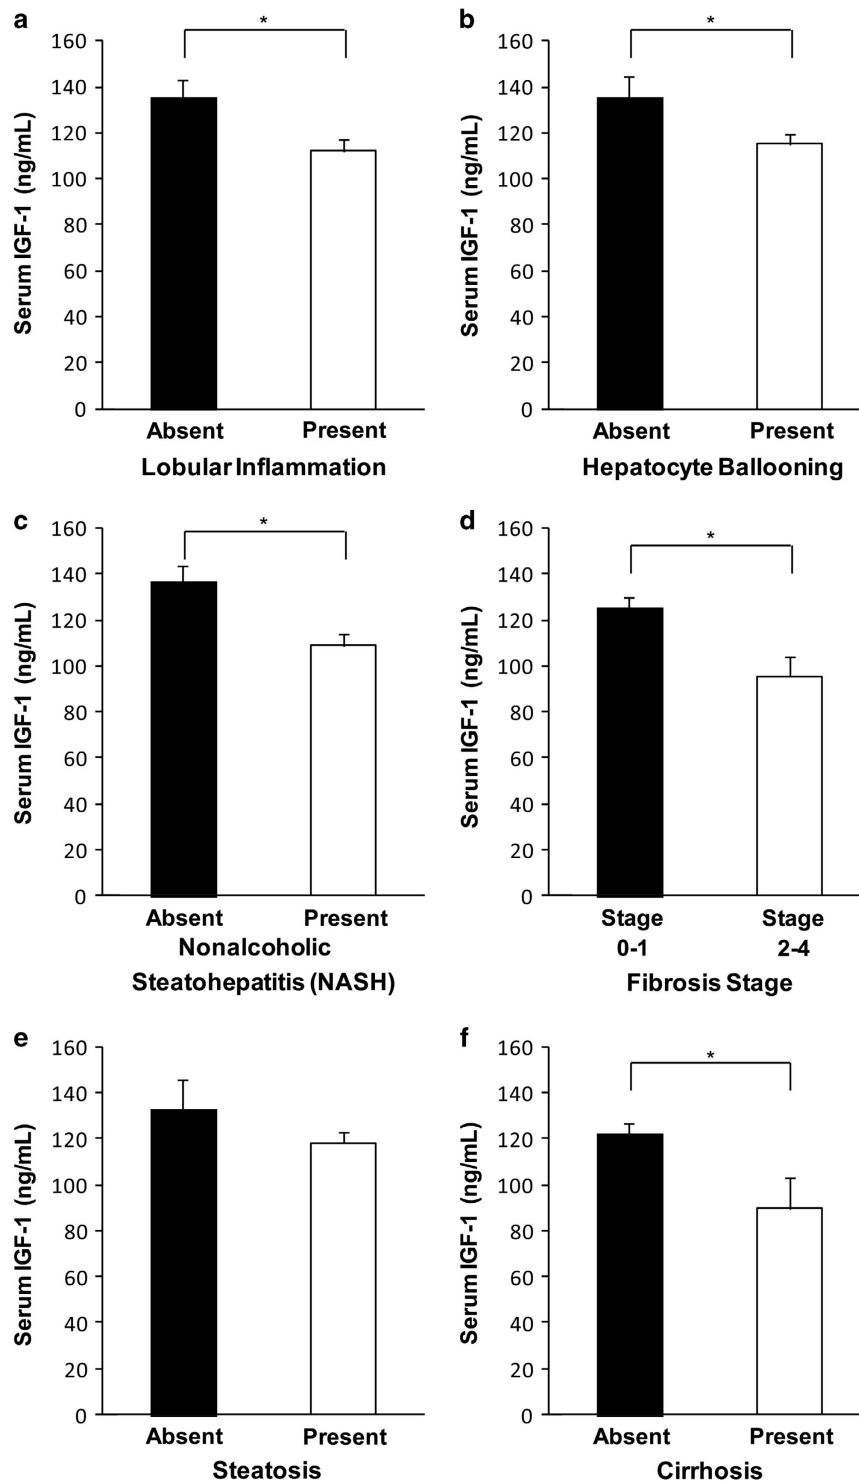 a
*
160
140
120
100
80
60
40
20
0
Serum IGF-1 (ng/mL)
Absent Present
Lobular Inflammation
b
*
160
140
120
100
80
60
40
20
0
Serum IGF-1 (ng/mL)
Absent Present
Hepatocyte Ballooning
c
*
160
140
120
100
80
60
40
20
0
Serum IGF-1 (ng/mL)
Absent Present
Nonalcoholic
Steatohepatitis (NASH)
d
*
160
140
120
100
80
60
40
20
0
Serum IGF-1 (ng/mL)
Stage Stage
0-1 2-4
Fibrosis Stage
e
160
140
120
100
80
60
40
20
0
Serum IGF-1 (ng/mL)
Absent Present
Steatosis
f
*
160
140
120
100
80
60
40
20
0
Serum IGF-1 (ng/mL)
Absent Present
Cirrhosis